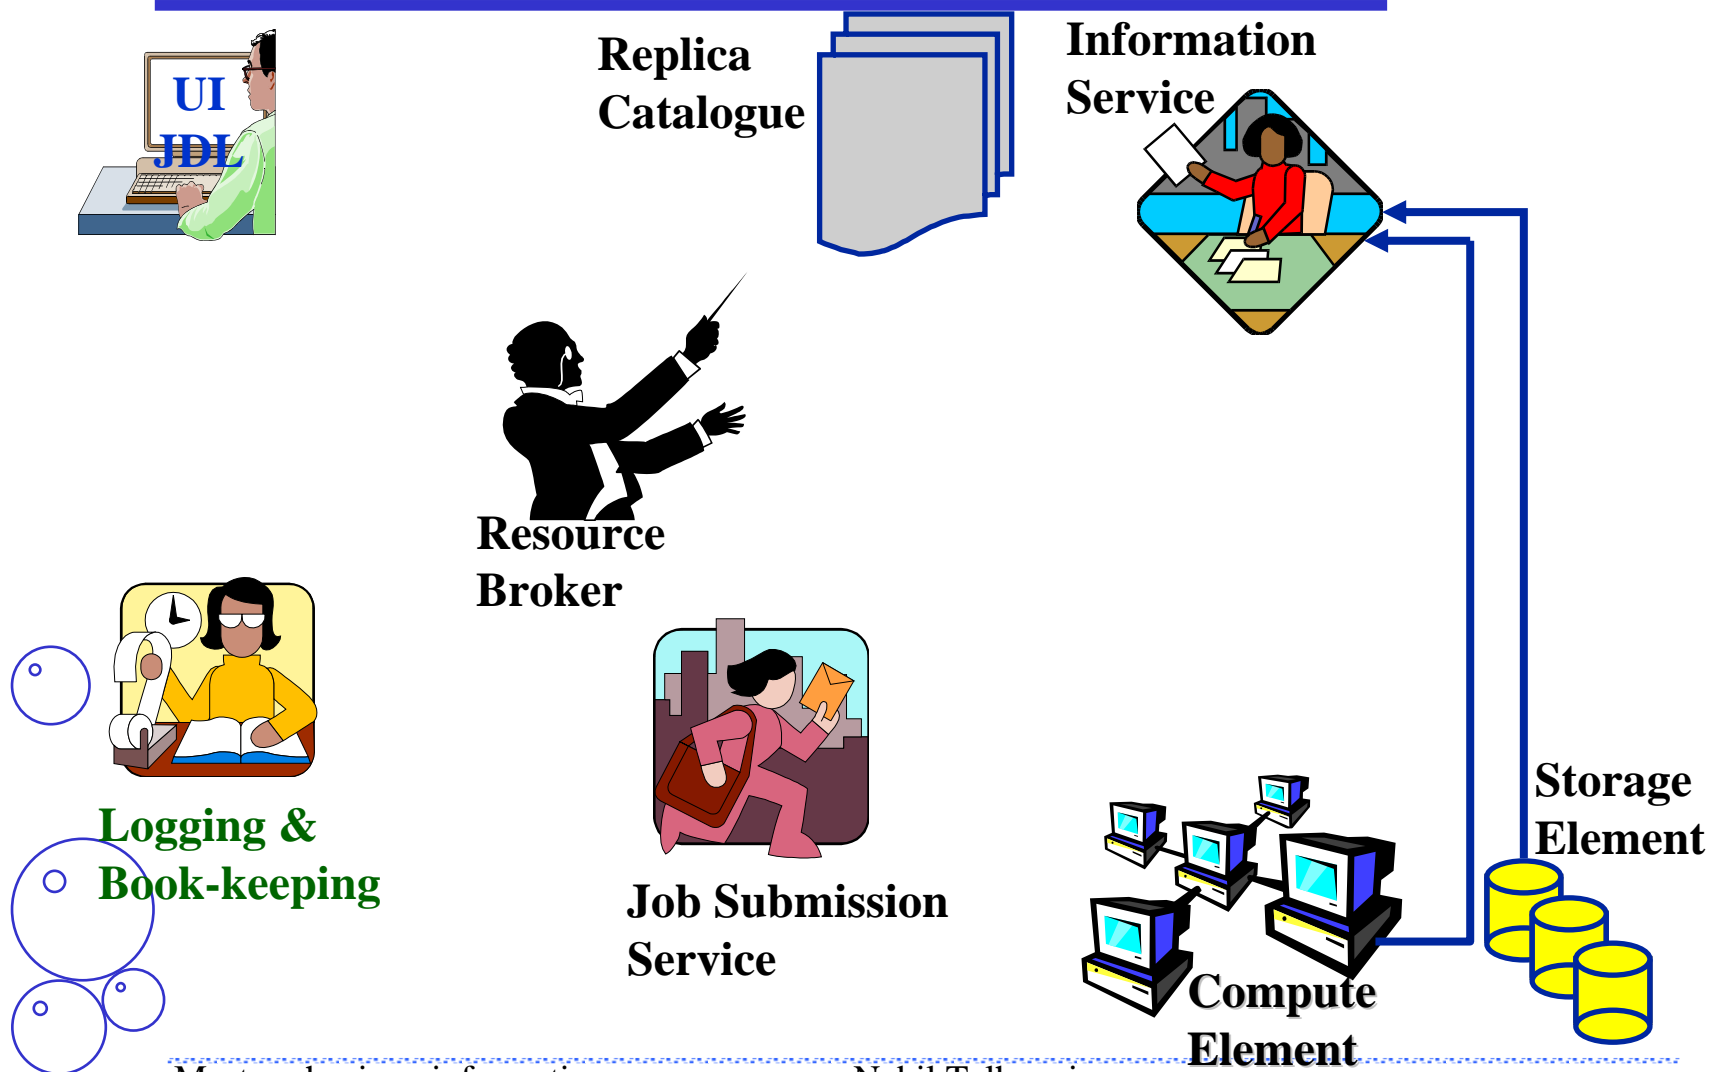 UI
JDL
Replica
Catalogue
Information
Service
Resource
Broker
Logging &
Book-keeping
Job Submission
Service
Storage
Element
Compute
Element